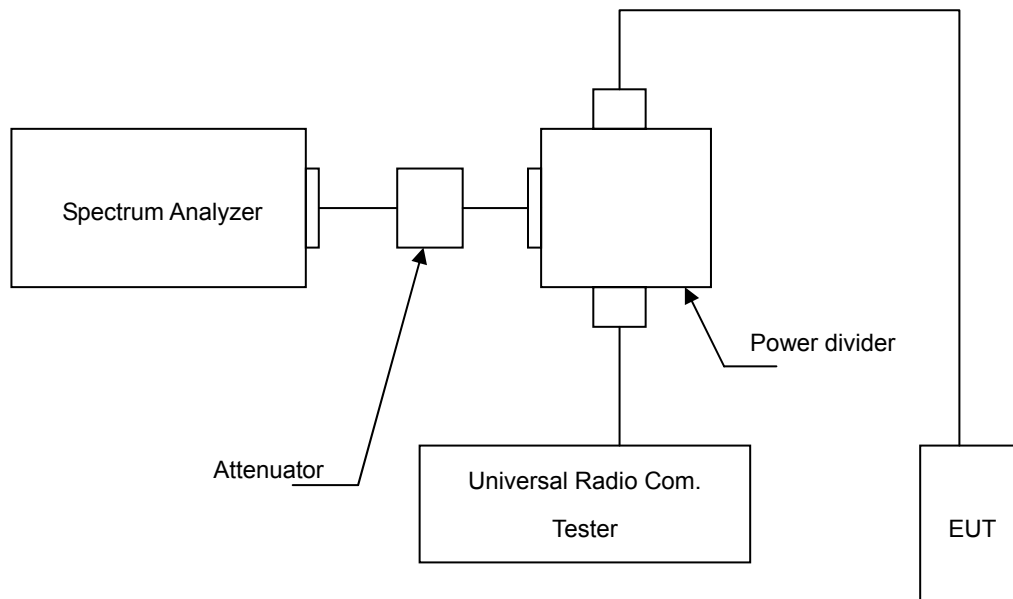 Spectrum Analyzer
Power divider
Attenuator
Universal Radio Com.
Tester
EUT